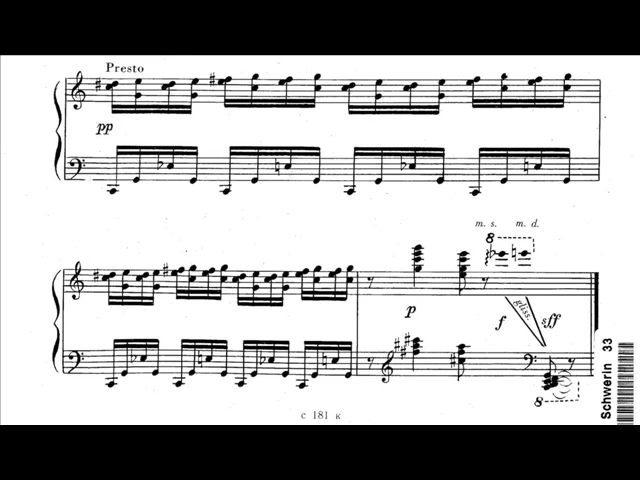 Presto
pp
m. s. m. d.
8
p
gliss.
f
sff
8
c 181 к
Schwerin 33